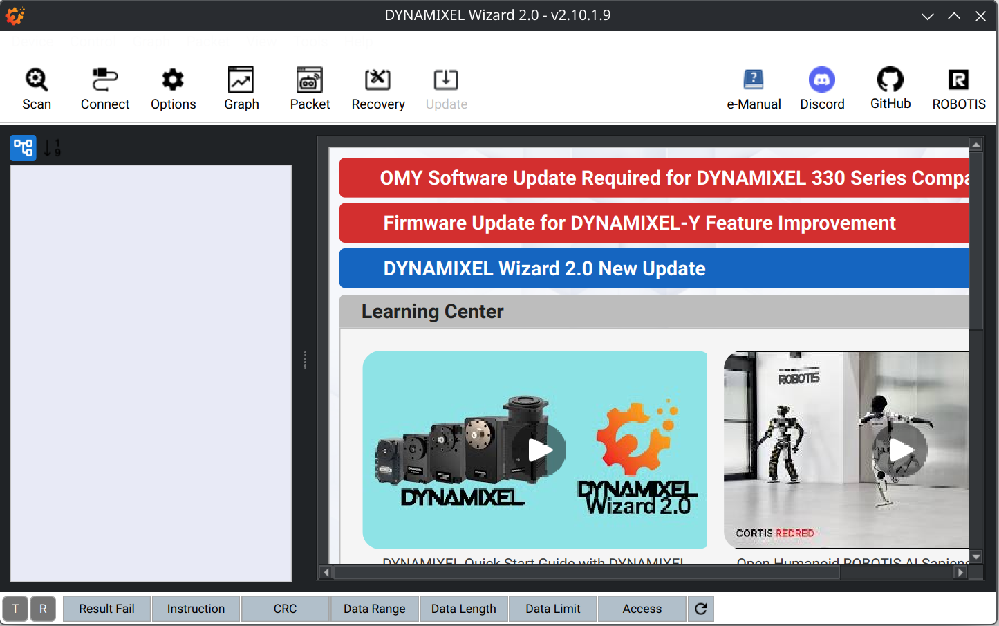 DYNAMIXEL Wizard 2.0 - v2.10.1.9
Device Control Graph Packet View Tools Help
Scan Connect Options Graph Packet Recovery Update e-Manual Discord GitHub ROBOTIS
1
9
OMY Software Update Required for DYNAMIXEL 330 Series Compa
Firmware Update for DYNAMIXEL-Y Feature Improvement
DYNAMIXEL Wizard 2.0 New Update
Learning Center
ROBOTIS
DYNAMIXEL
DYNAMIXEL
Wizard 2.0
CORTIS REDRED
DYNAMIXEL Quick Start Guide with DYNAMIXEL
Open Humanoid ROBOTIS AI Sapiens
T R Result Fail Instruction CRC Data Range Data Length Data Limit Access